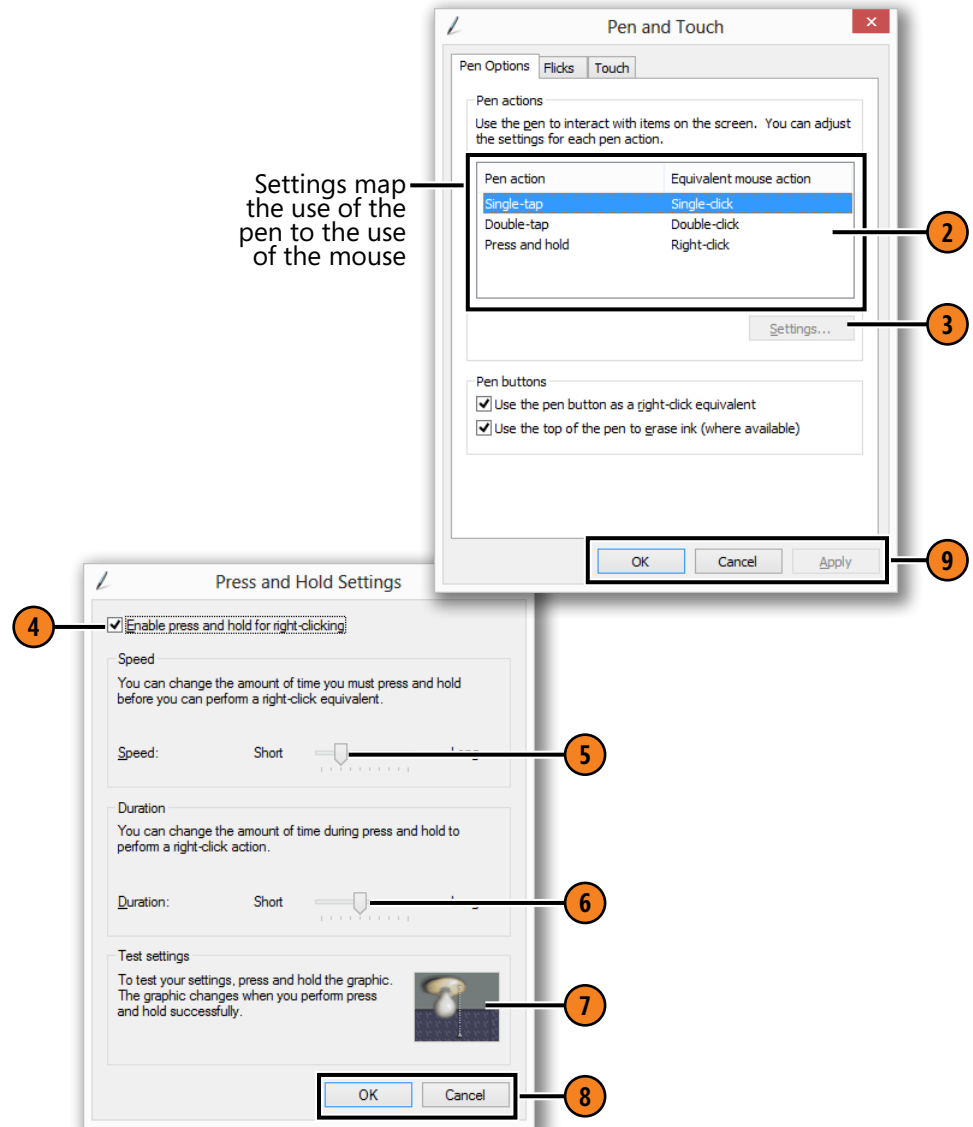 Pen and Touch
Pen Options Flicks Touch
Pen actions
Use the pen to interact with items on the screen. You can adjust
the settings for each pen action.
Settings map
the use of the
pen to the use
of the mouse
Pen action Equivalent mouse action
Single-tap Single-click
Double-tap Double-click
Press and hold Right-click
2
Settings...
3
Pen buttons
Use the pen button as a right-click equivalent
Use the top of the pen to erase ink (where available)
OK Cancel Apply
9
Press and Hold Settings
4
Enable press and hold for right-clicking
Speed
You can change the amount of time you must press and hold
before you can perform a right-click equivalent.
Speed: Short
5
Duration
You can change the amount of time during press and hold to
perform a right-click action.
Duration: Short
6
Test settings
To test your settings, press and hold the graphic.
The graphic changes when you perform press
and hold successfully.
7
OK Cancel
8